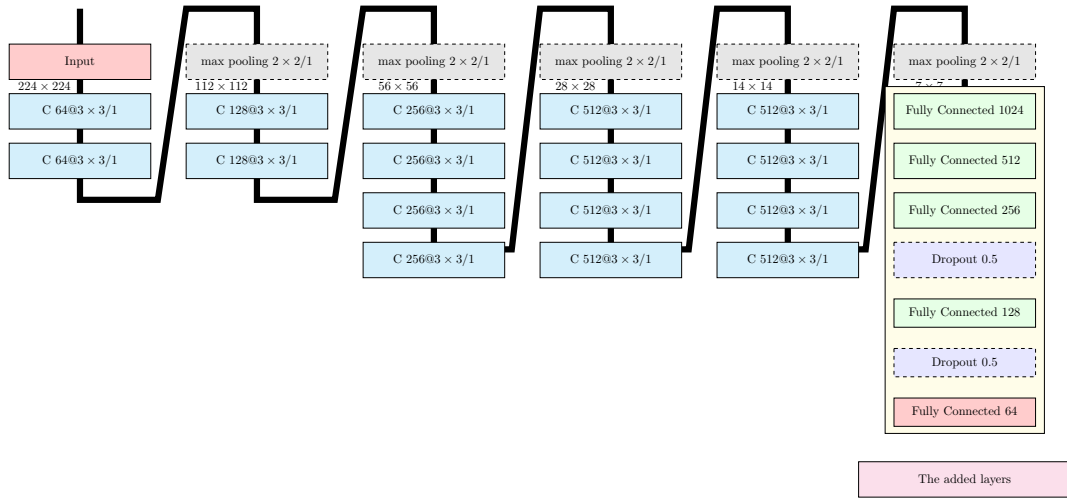 Input
224 × 224
C 64@3 × 3/1
C 64@3 × 3/1
max pooling 2 × 2/1
112 × 112
C 128@3 × 3/1
C 128@3 × 3/1
max pooling 2 × 2/1
56 × 56
C 256@3 × 3/1
C 256@3 × 3/1
C 256@3 × 3/1
C 256@3 × 3/1
max pooling 2 × 2/1
28 × 28
C 512@3 × 3/1
C 512@3 × 3/1
C 512@3 × 3/1
C 512@3 × 3/1
max pooling 2 × 2/1
14 × 14
C 512@3 × 3/1
C 512@3 × 3/1
C 512@3 × 3/1
C 512@3 × 3/1
max pooling 2 × 2/1
7 × 7
Fully Connected 1024
Fully Connected 512
Fully Connected 256
Dropout 0.5
Fully Connected 128
Dropout 0.5
Fully Connected 64
The added layers